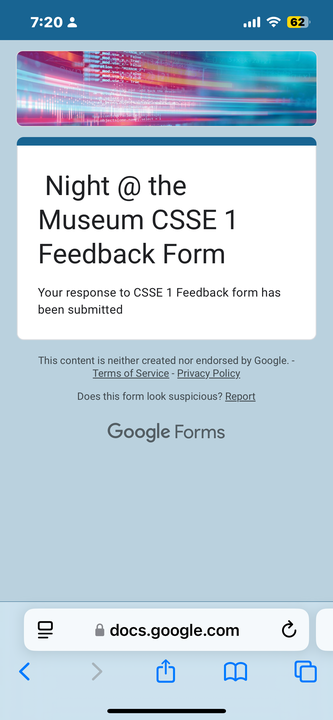 7:20
62
Night @ the
Museum CSSE 1
Feedback Form
Your response to CSSE 1 Feedback form has
been submitted
This content is neither created nor endorsed by Google. -
Terms of Service - Privacy Policy
Does this form look suspicious? Report
Google Forms
docs.google.com